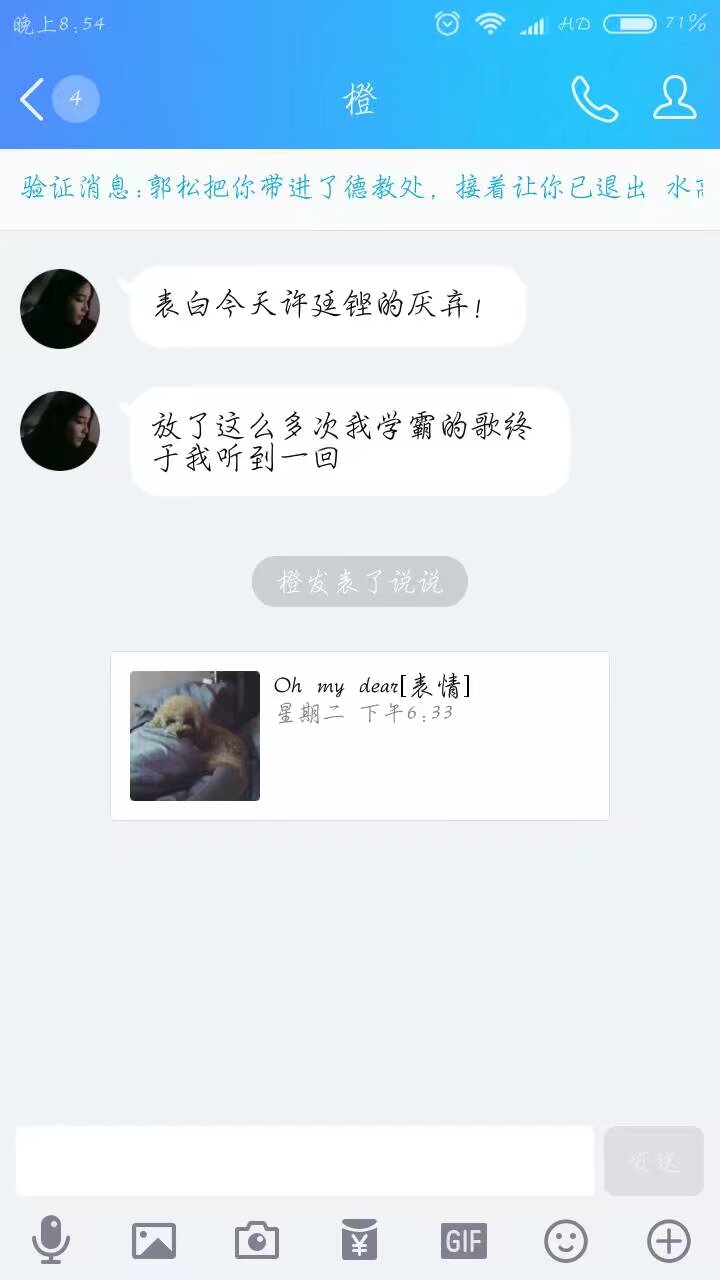 晚上8:54
HD
71%
4
橙
验证消息:郭松把你带进了德教处，接着让你已退出 水
表白今天许廷铿的厌弃!
放了这么多次我学霸的歌终
于我听到一回
橙发表了说说
Oh my dear[表情]
星期二 下午6:33
发送
GIF